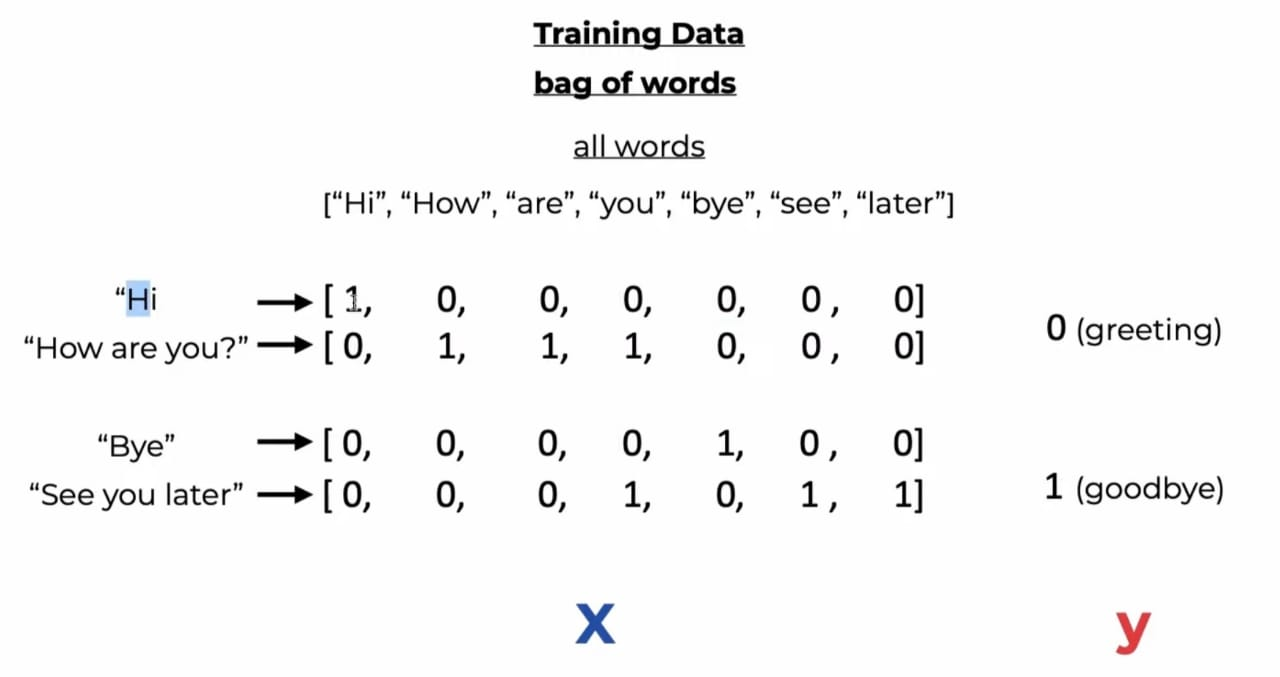 Training Data
bag of words
all words
[“Hi”, “How”, “are”, “you”, “bye”, “see”, “later”]
“Hi → [ 1, 0, 0, 0, 0, 0 , 0]
“How are you?” → [ 0, 1, 1, 1, 0, 0 , 0]
0 (greeting)
“Bye” → [ 0, 0, 0, 0, 1, 0 , 0]
“See you later” → [ 0, 0, 0, 1, 0, 1 , 1]
1 (goodbye)
X y